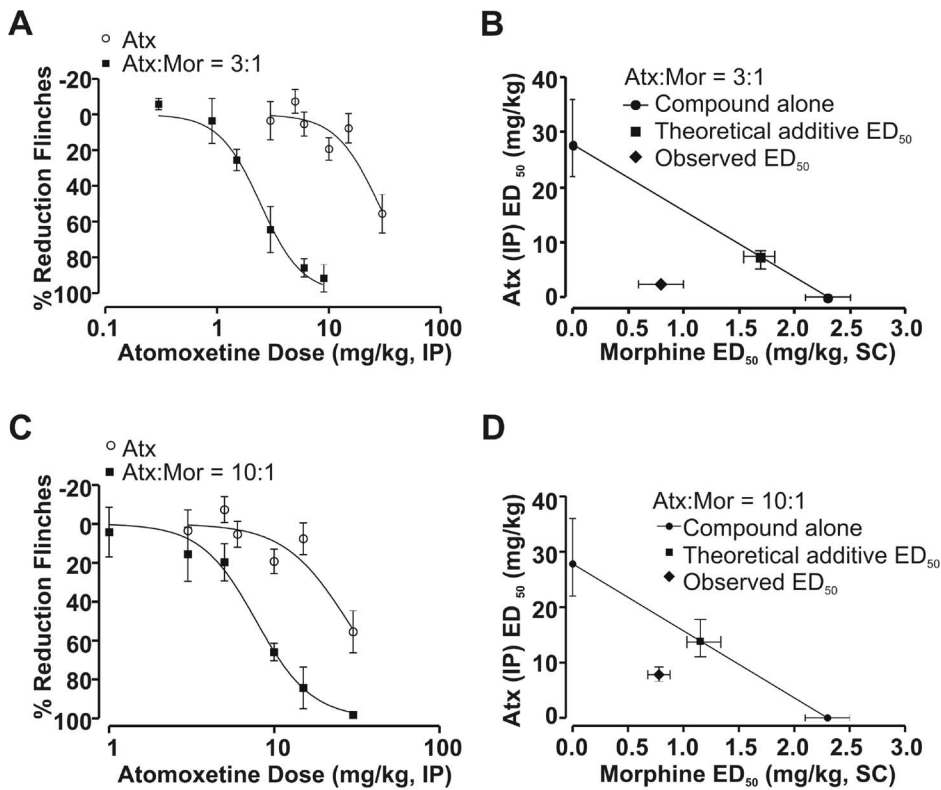 A
Atx
Atx:Mor = 3:1
% Reduction Flinches
-20
0
20
40
60
80
100
0.1
1
10
100
Atomoxetine Dose (mg/kg, IP)
B
Atx:Mor = 3:1
Compound alone
Theoretical additive ED50
Observed ED50
Atx (IP) ED 50 (mg/kg)
40
30
20
10
0
0.0
0.5
1.0
1.5
2.0
2.5
3.0
Morphine ED50 (mg/kg, SC)
C
Atx
Atx:Mor = 10:1
% Reduction Flinches
-20
0
20
40
60
80
100
1
10
100
Atomoxetine Dose (mg/kg, IP)
D
Atx:Mor = 10:1
Compound alone
Theoretical additive ED50
Observed ED50
Atx (IP) ED 50 (mg/kg)
40
30
20
10
0
0.0
0.5
1.0
1.5
2.0
2.5
3.0
Morphine ED50 (mg/kg, SC)